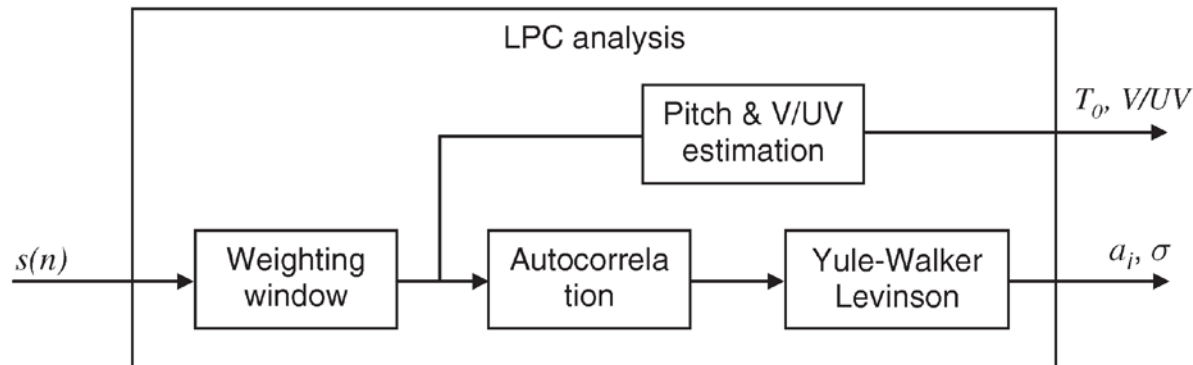 LPC analysis
Pitch & V/UV
estimation
T₀, V/UV
s(n)
Weighting
window
Autocorrela
tion
Yule-Walker
Levinson
aᵢ, σ